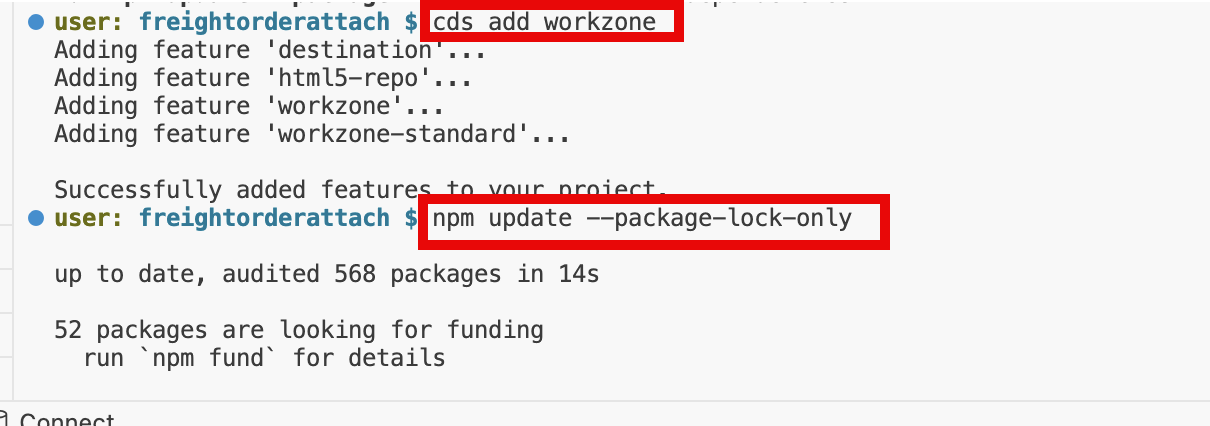 user: freightorderattach $ cds add workzone
Adding feature 'destination'...
Adding feature 'html5-repo'...
Adding feature 'workzone'...
Adding feature 'workzone-standard'...
Successfully added features to your project.
user: freightorderattach $ npm update --package-lock-only
up to date, audited 568 packages in 14s
52 packages are looking for funding
run `npm fund` for details
Connect